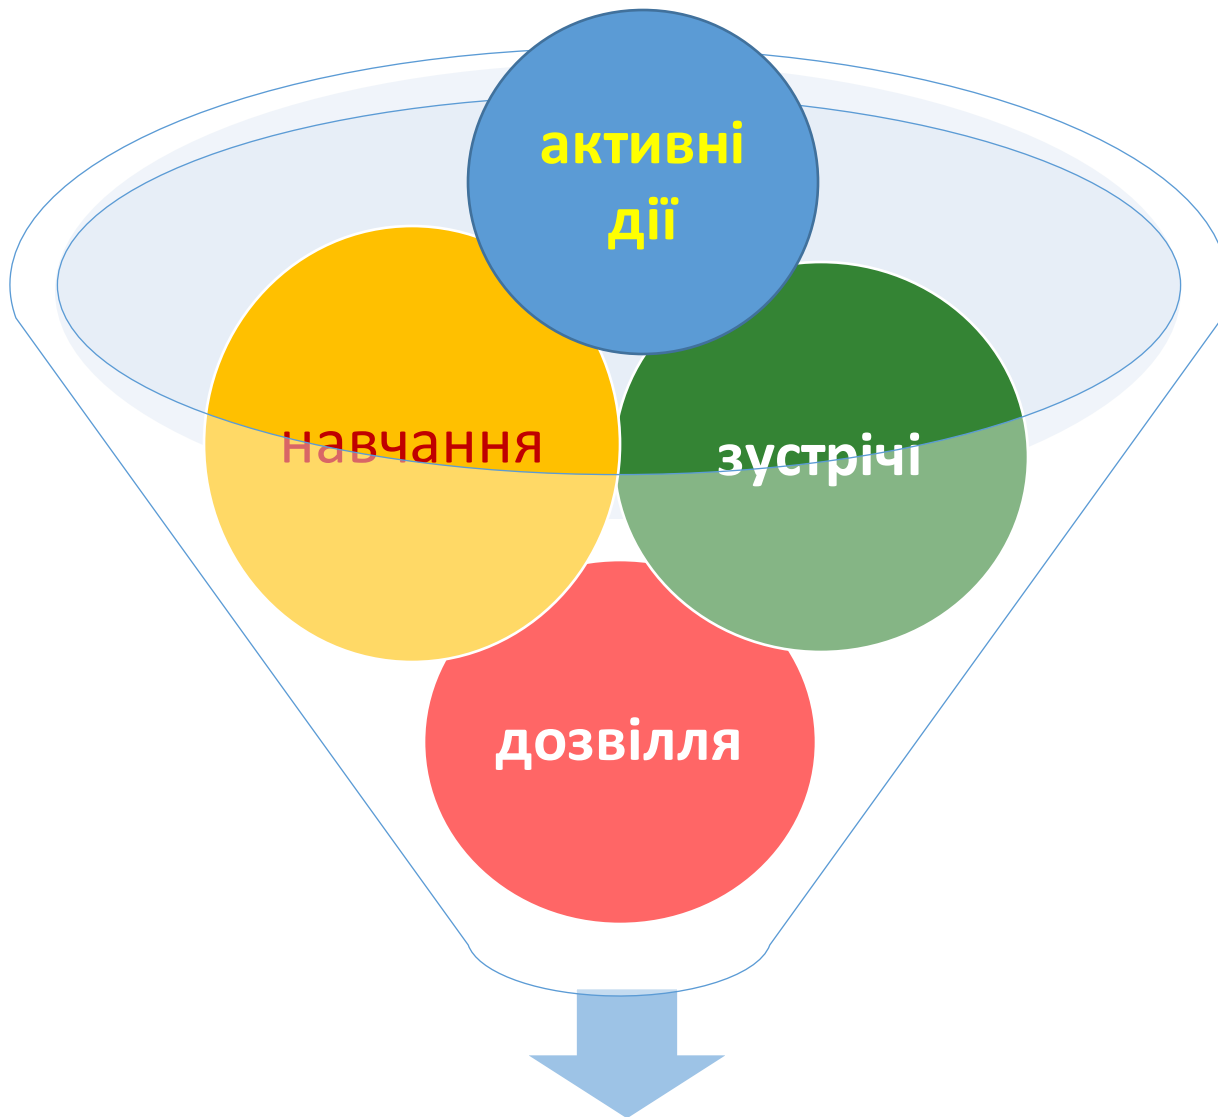 активні
дії
навчання
зустрічі
дозвілля